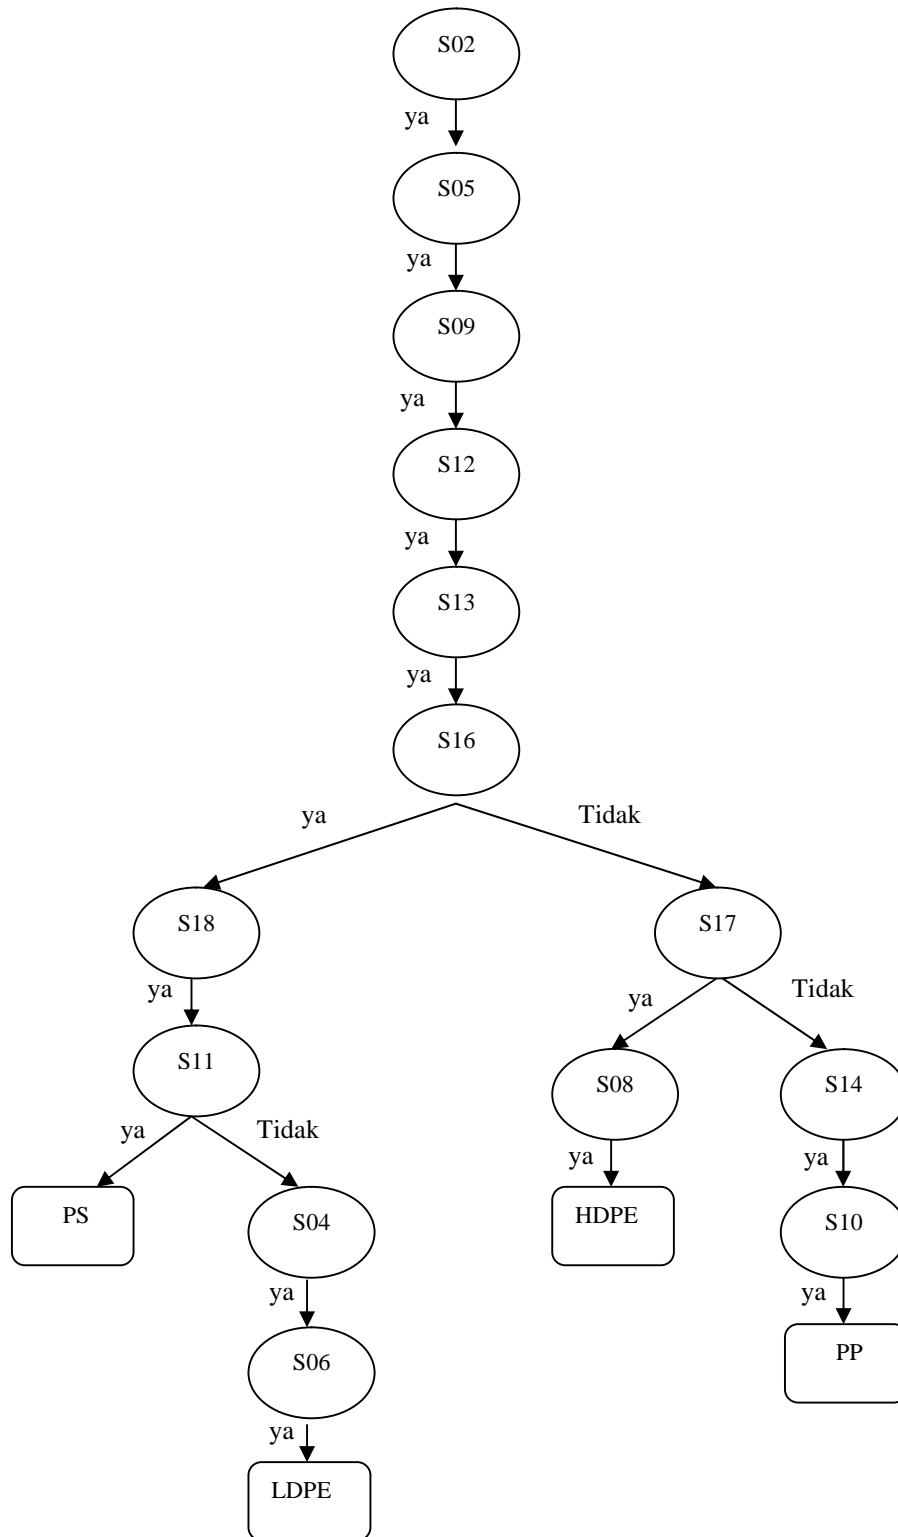 S02
ya
S05
ya
S09
ya
S12
ya
S13
ya
S16
ya
Tidak
S18
S17
ya
ya
Tidak
S11
S08
S14
ya
Tidak
ya
ya
PS
S04
HDPE
S10
ya
ya
S06
PP
ya
LDPE